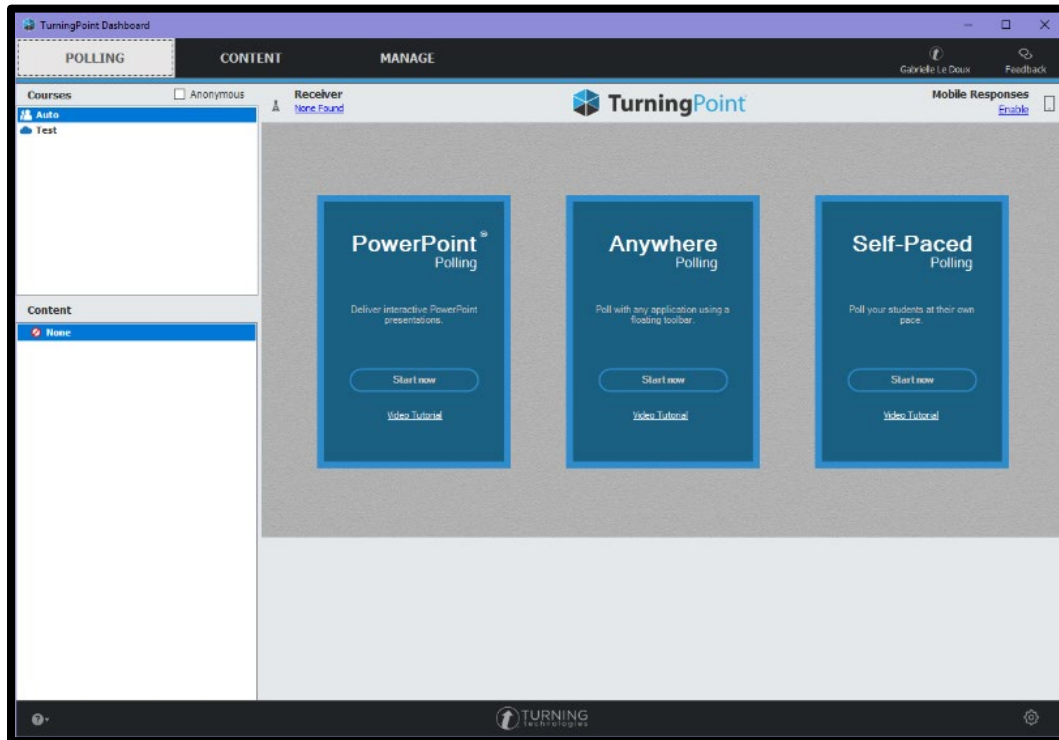 TurningPoint Dashboard
POLLING CONTENT MANAGE
Gabrielle Le Doux Feedback
Courses Anonymous
Auto
Test
Receiver
None Found
TurningPoint
Mobile Responses
Enable
PowerPoint®
Polling
Deliver interactive PowerPoint
presentations.
Start now
Video Tutorial
Anywhere
Polling
Poll with any application using a
floating toolbar.
Start now
Video Tutorial
Self-Paced
Polling
Poll your students at their own
pace.
Start now
Video Tutorial
Content
None
TURNING
technologies